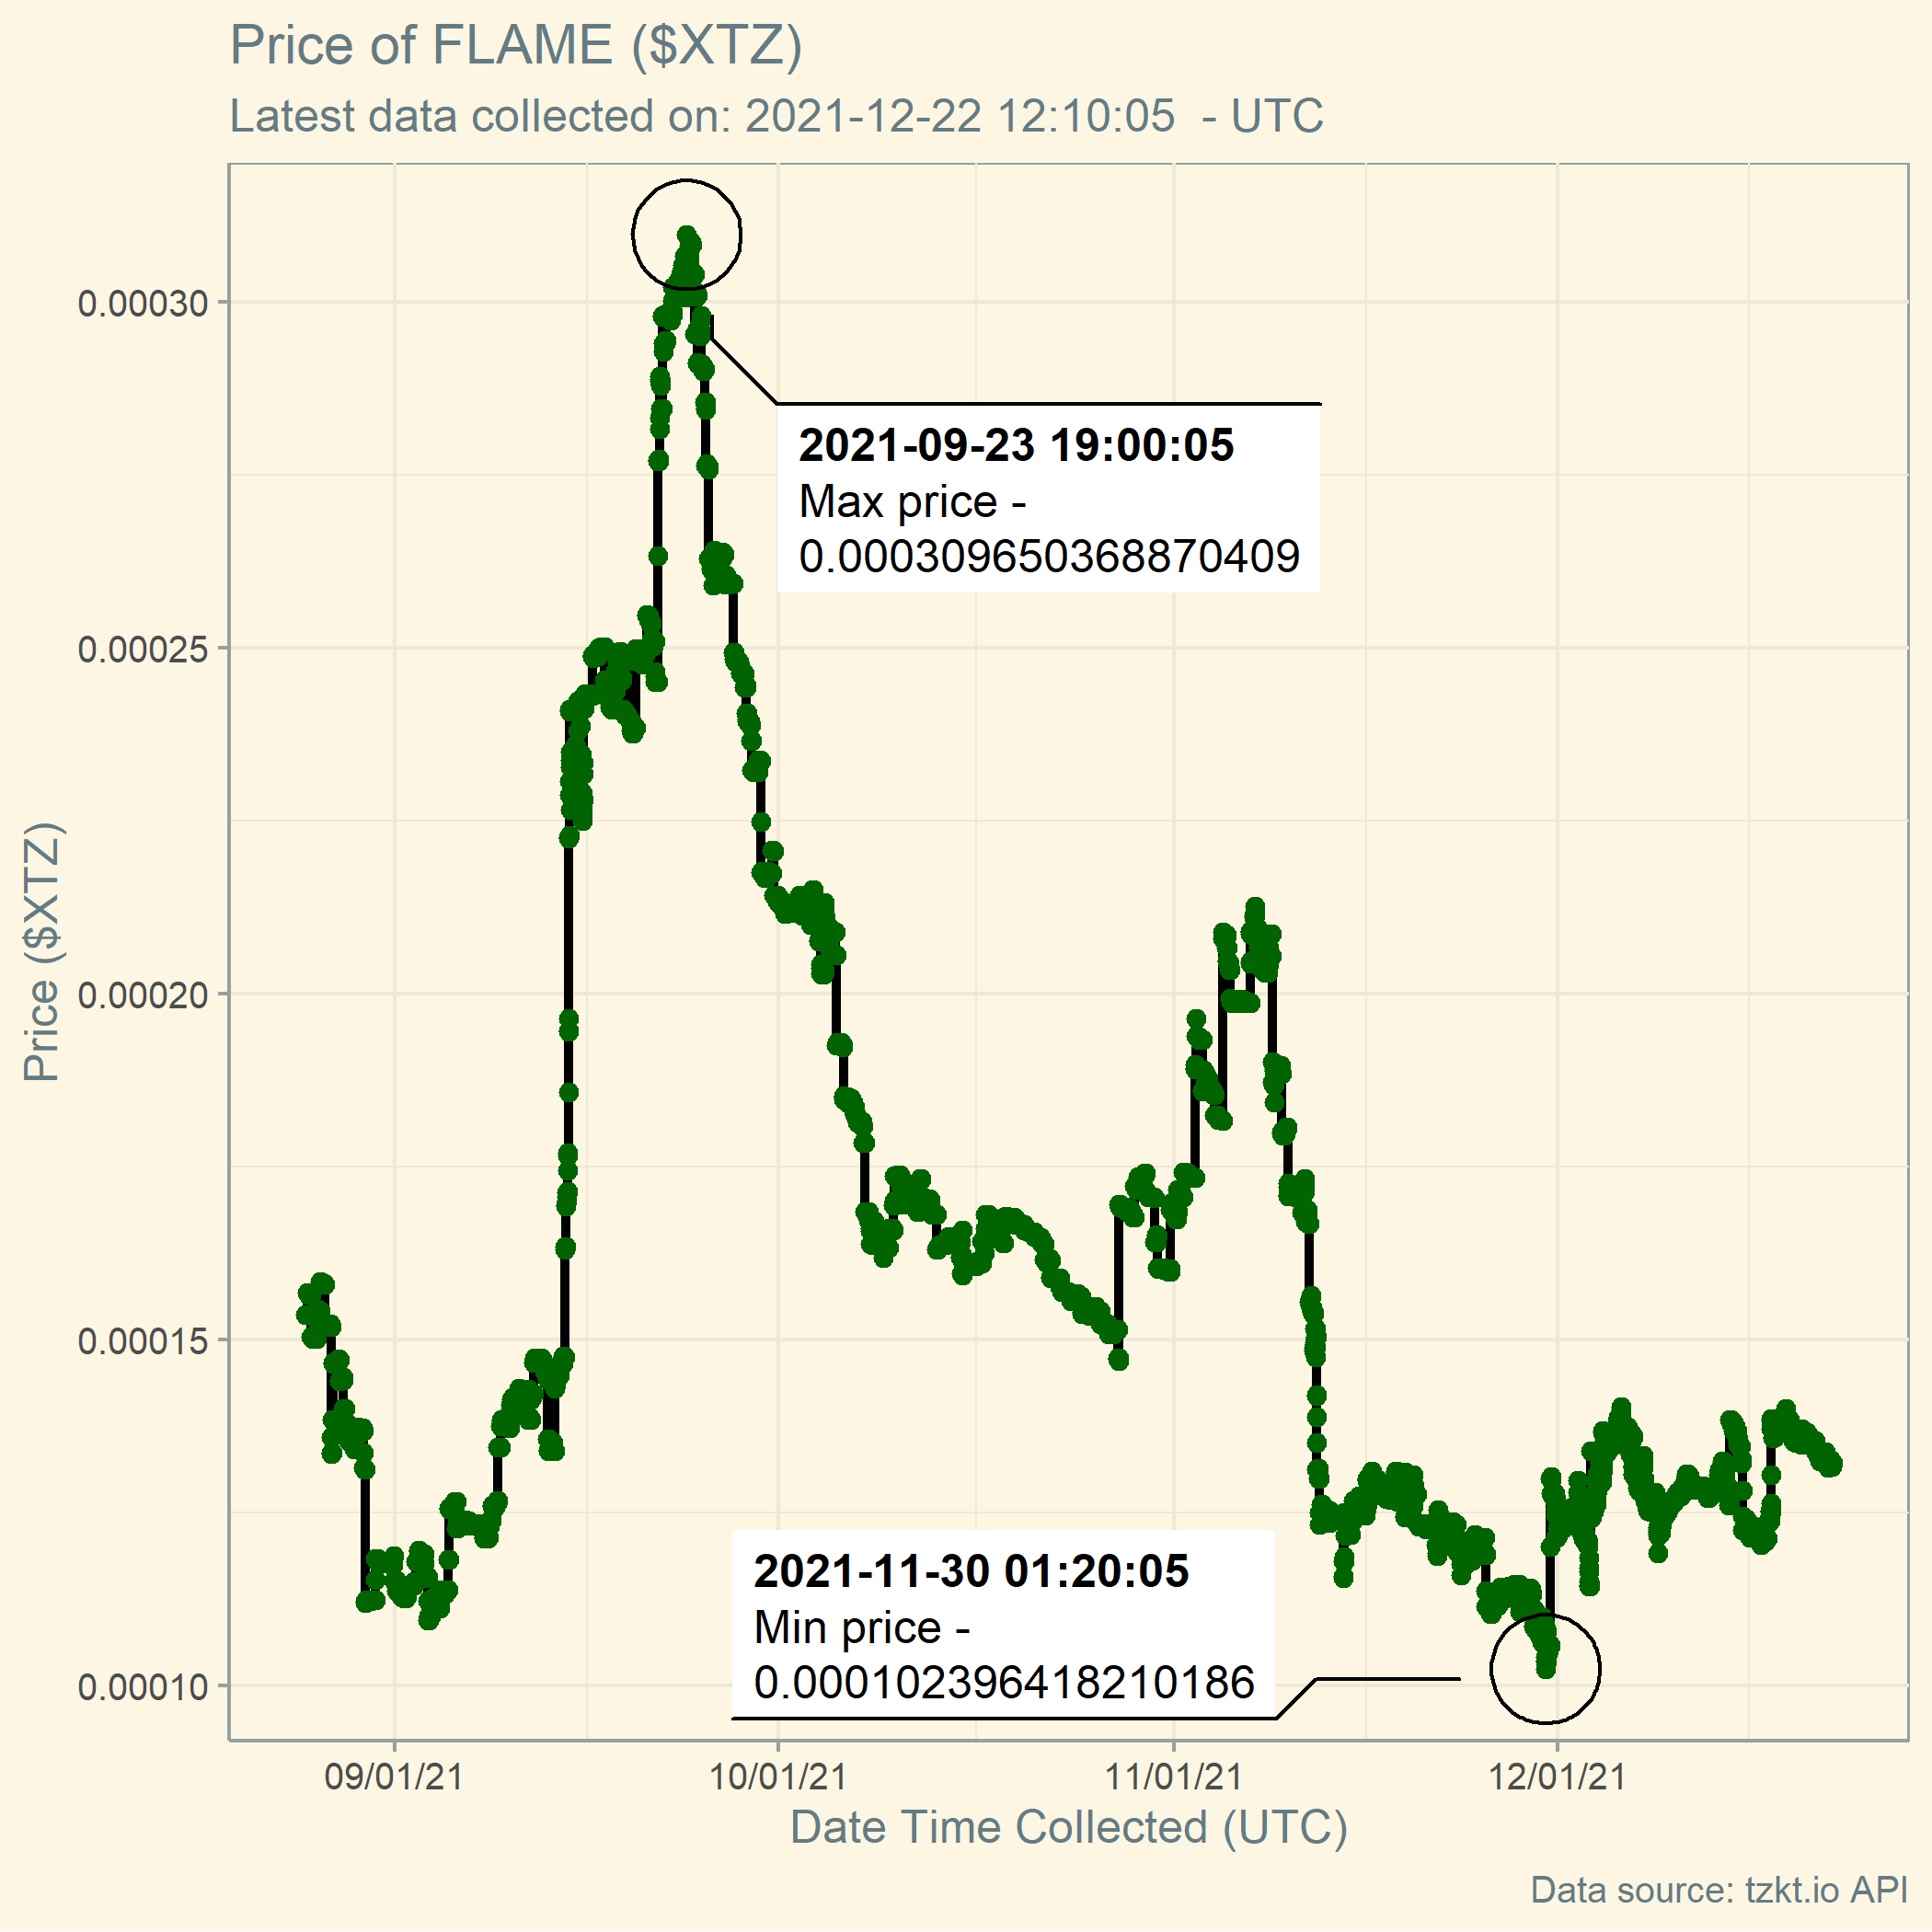 Price of FLAME ($XTZ)
Latest data collected on: 2021-12-22 12:10:05  - UTC
Price ($XTZ)
0.00030
0.00025
0.00020
0.00015
0.00010
2021-09-23 19:00:05
Max price -
0.000309650368870409
2021-11-30 01:20:05
Min price -
0.000102396418210186
09/01/21
10/01/21
11/01/21
12/01/21
Date Time Collected (UTC)
Data source: tzkt.io API